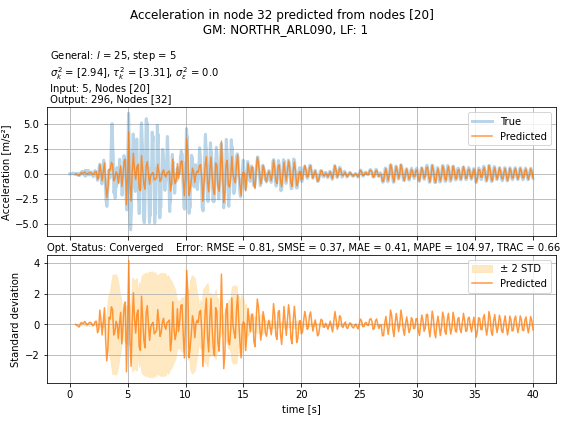 Acceleration in node 32 predicted from nodes [20]
GM: NORTHR_ARL090, LF: 1
General: l = 25, step = 5
σ²ₖ = [2.94], τ²ₖ = [3.31], σ²ε = 0.0
Input: 5, Nodes [20]
Output: 296, Nodes [32]
Acceleration [m/s²]
5.0
2.5
0.0
−2.5
−5.0
True
Predicted
Opt. Status: Converged Error: RMSE = 0.81, SMSE = 0.37, MAE = 0.41, MAPE = 104.97, TRAC = 0.66
Standard deviation
4
2
0
−2
± 2 STD
Predicted
0 5 10 15 20 25 30 35 40
time [s]